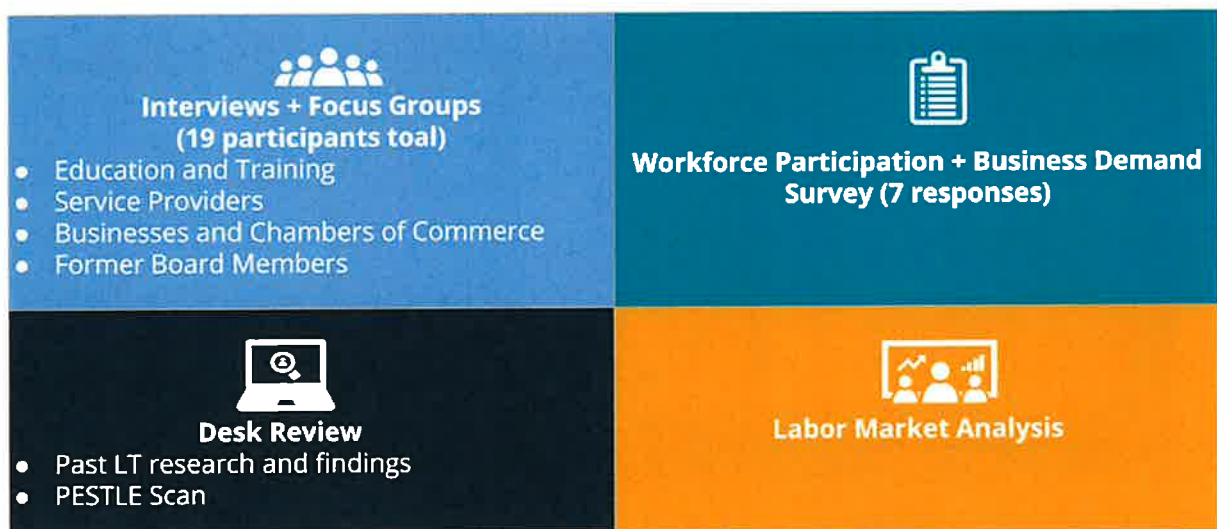 Interviews + Focus Groups
(19 participants toal)
● Education and Training
● Service Providers
● Businesses and Chambers of Commerce
● Former Board Members
Workforce Participation + Business Demand
Survey (7 responses)
Desk Review
● Past LT research and findings
● PESTLE Scan
Labor Market Analysis